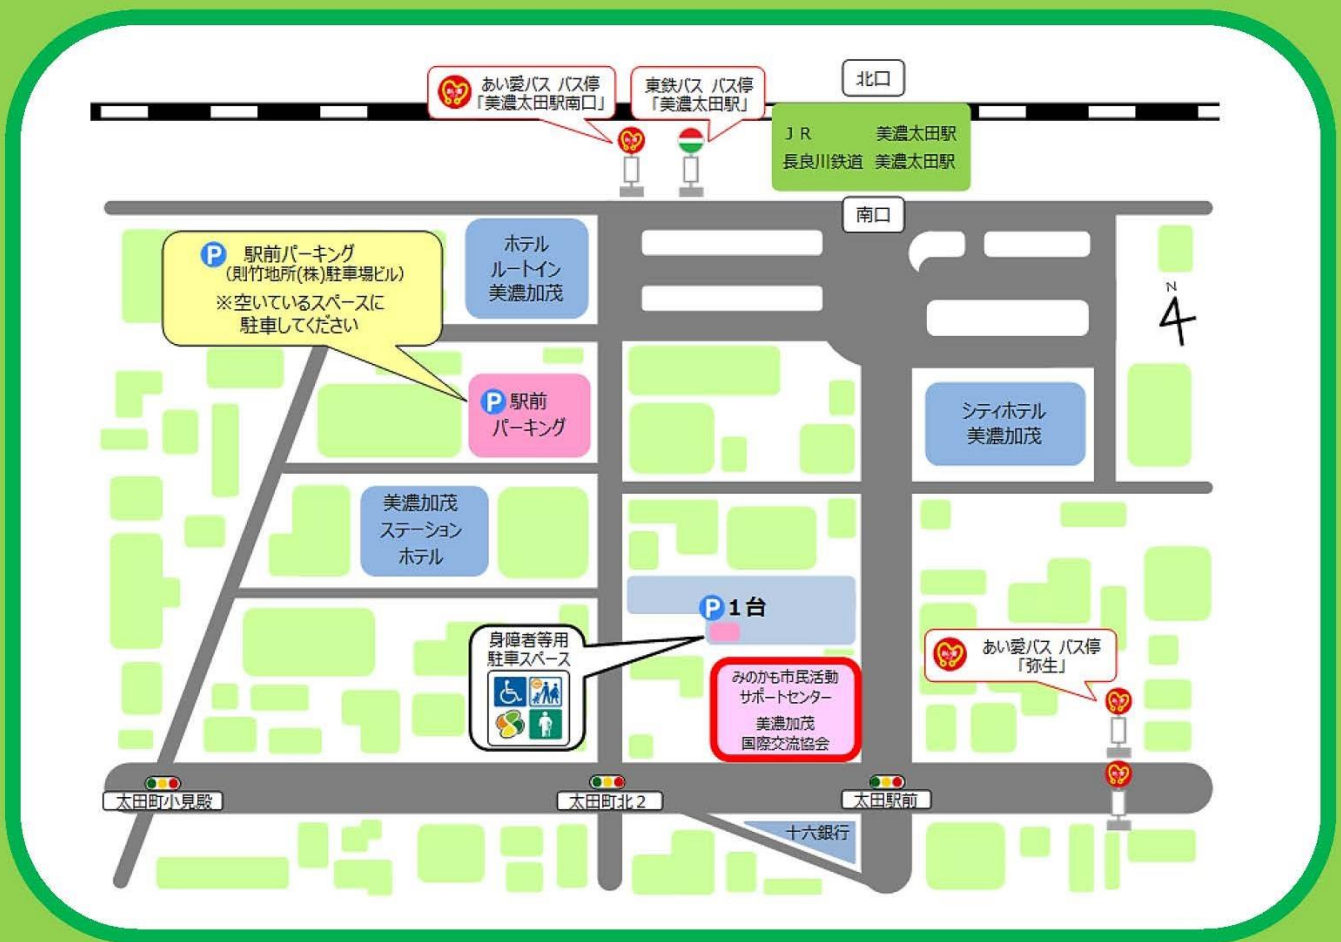 北口
あい愛バス バス停
「美濃太田駅南口」
東鉄バス バス停
「美濃太田駅」
JR 美濃太田駅
長良川鉄道 美濃太田駅
南口
P 駅前パーキング
(則竹地所(株)駐車場ビル)
※空いているスペースに
駐車してください
ホテル
ルートイン
美濃加茂
N
P 駅前
パーキング
シティホテル
美濃加茂
美濃加茂
ステーション
ホテル
P 1台
身障者等用
駐車スペース
あい愛バス バス停
「弥生」
みのかも市民活動
サポートセンター
美濃加茂
国際交流協会
太田町小見殿
太田町北2
太田駅前
十六銀行